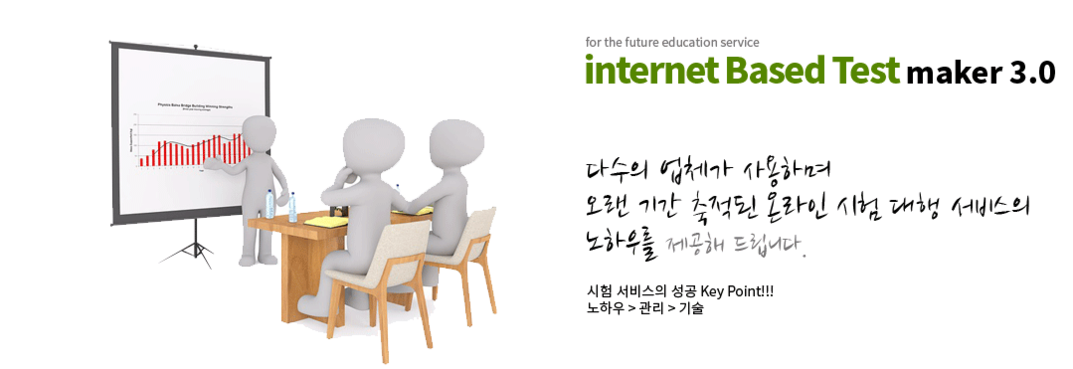 for the future education service
internet Based Test maker 3.0
다수의 업체가 사용하며
오랜 기간 축적된 온라인 시험 대행 서비스의
노하우를 제공해 드립니다.
시험 서비스의 성공 Key Point!!!
노하우 > 관리 > 기술